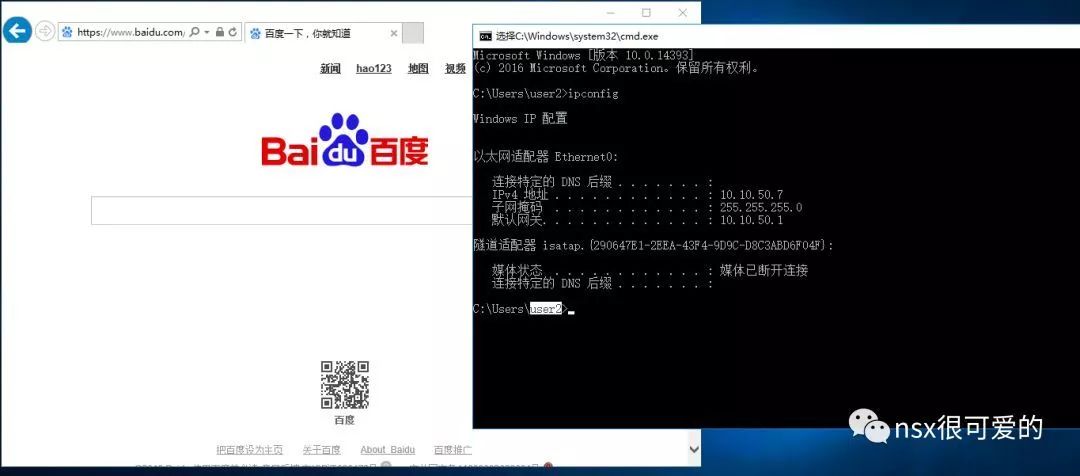 https://www.baidu.com/
百度一下，你就知道
新闻 hao123 地图 视频
Bai du 百度
百度
把百度设为主页 关于百度 About Baidu 百度推广
选择C:\Windows\system32\cmd.exe
Microsoft Windows [版本 10.0.14393]
(c) 2016 Microsoft Corporation。保留所有权利。
C:\Users\user2>ipconfig
Windows IP 配置
以太网适配器 Ethernet0:
连接特定的 DNS 后缀 . . . . . . . :
IPv4 地址 . . . . . . . . . . . . : 10.10.50.7
子网掩码 . . . . . . . . . . . . : 255.255.255.0
默认网关. . . . . . . . . . . . . : 10.10.50.1
隧道适配器 isatap.{290647E1-2EEA-43F4-9D9C-D8C3ABD6F04F}:
媒体状态 . . . . . . . . . . . . : 媒体已断开连接
连接特定的 DNS 后缀 . . . . . . . :
C:\Users\user2>
nsx很可爱的